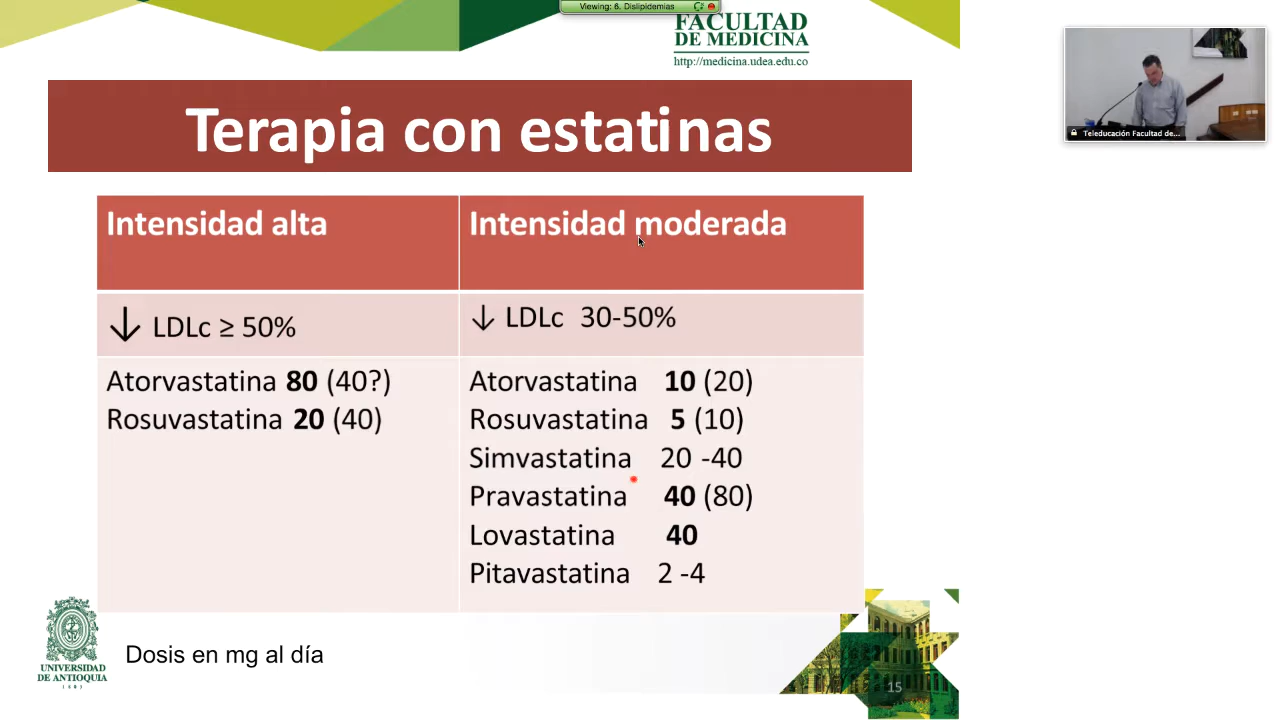 Viewing: 6. Dislipidemias
FACULTAD
DE MEDICINA
http://medicina.udea.edu.co
Teleducación Facultad de...
Terapia con estatinas
Intensidad alta
Intensidad moderada
↓ LDLc ≥ 50%
↓ LDLc 30-50%
Atorvastatina 80 (40?)
Rosuvastatina 20 (40)
Atorvastatina 10 (20)
Rosuvastatina 5 (10)
Simvastatina 20 -40
Pravastatina 40 (80)
Lovastatina 40
Pitavastatina 2 -4
Dosis en mg al día
UNIVERSIDAD
DE ANTIOQUIA
1803
15